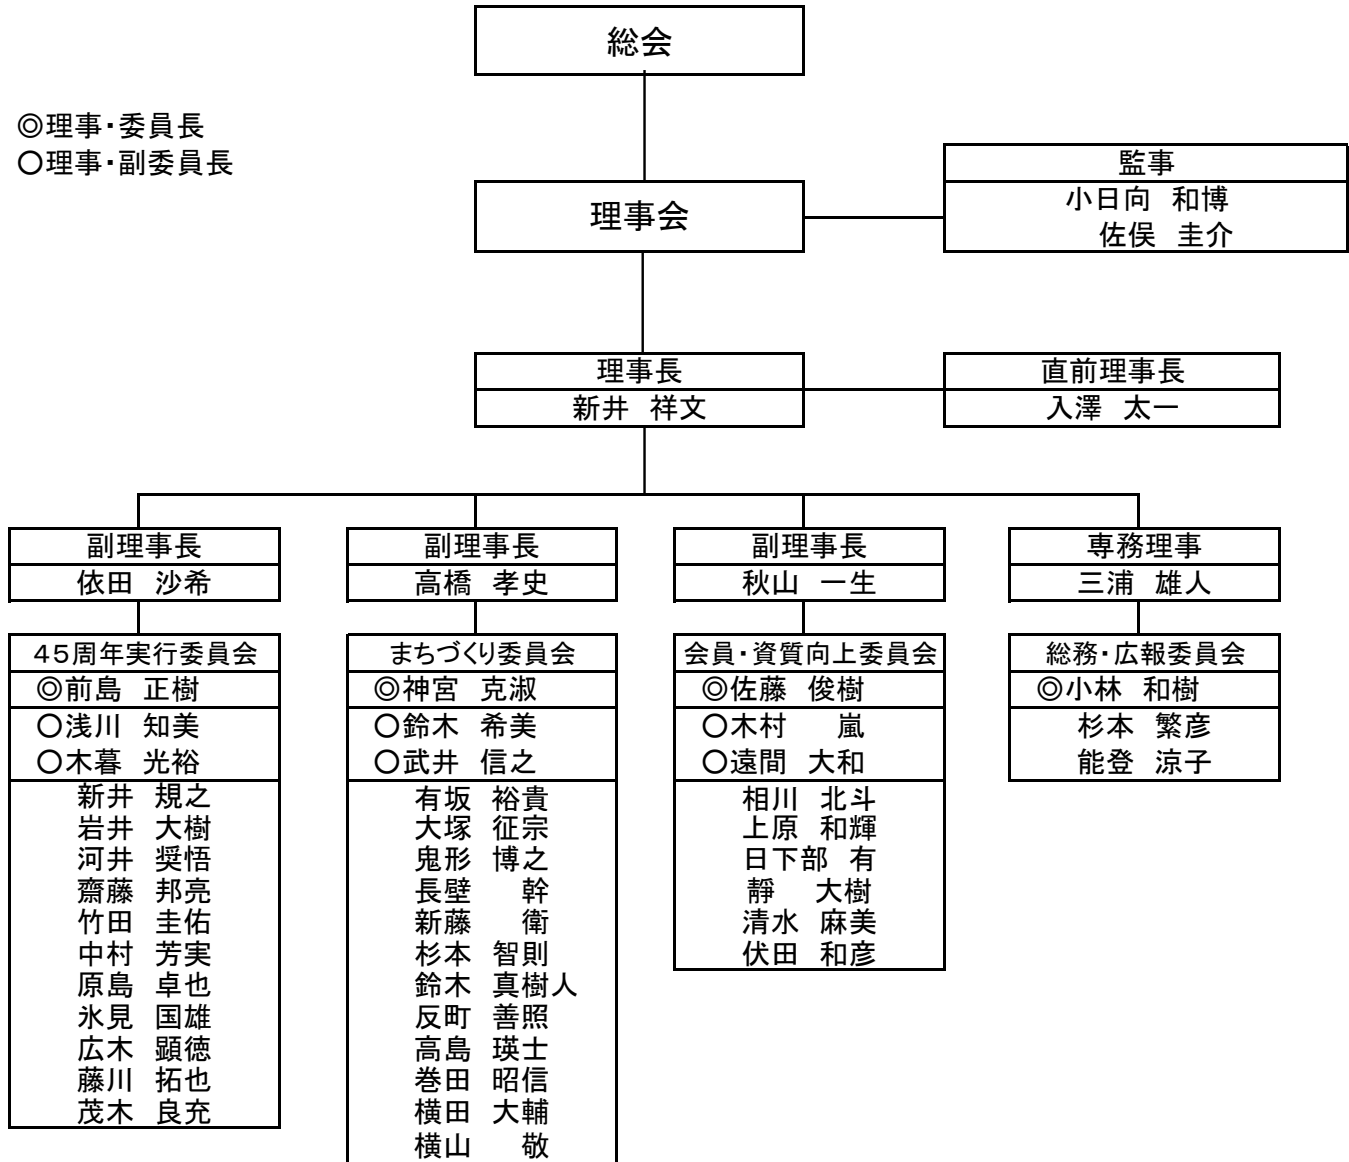 総会
◎理事・委員長
○理事・副委員長
監事
小日向 和博
佐俣 圭介
理事会
理事長
新井 祥文
直前理事長
入澤 太一
副理事長
依田 沙希
45周年実行委員会
◎前島 正樹
○浅川 知美
○木暮 光裕
新井 規之
岩井 大樹
河井 奨悟
齋藤 邦亮
竹田 圭佑
中村 芳実
原島 卓也
氷見 国雄
広木 顕徳
藤川 拓也
茂木 良充
副理事長
高橋 孝史
まちづくり委員会
◎神宮 克淑
○鈴木 希美
○武井 信之
有坂 裕貴
大塚 征宗
鬼形 博之
長壁 幹
新藤 衛
杉本 智則
鈴木 真樹人
反町 善照
高島 瑛士
巻田 昭信
横田 大輔
横山 敬
副理事長
秋山 一生
会員・資質向上委員会
◎佐藤 俊樹
○木村 嵐
○遠間 大和
相川 北斗
上原 和輝
日下部 有
靜 大樹
清水 麻美
伏田 和彦
専務理事
三浦 雄人
総務・広報委員会
◎小林 和樹
杉本 繁彦
能登 涼子